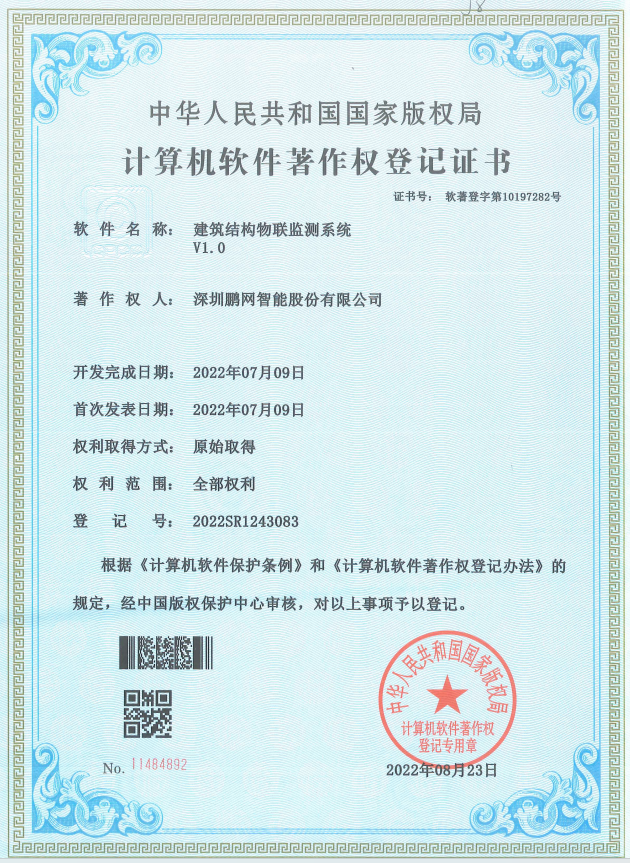 中华人民共和国国家版权局
计算机软件著作权登记证书
证书号： 软著登字第10197282号
软件名称： 建筑结构物联监测系统
V1.0
著作权人： 深圳鹏网智能股份有限公司
开发完成日期： 2022年07月09日
首次发表日期： 2022年07月09日
权利取得方式： 原始取得
权利范围： 全部权利
登记号： 2022SR1243083
根据《计算机软件保护条例》和《计算机软件著作权登记办法》的
规定，经中国版权保护中心审核，对以上事项予以登记。
中华人民共和国国家版权局
计算机软件著作权
登记专用章
No. 11484892
2022年08月23日